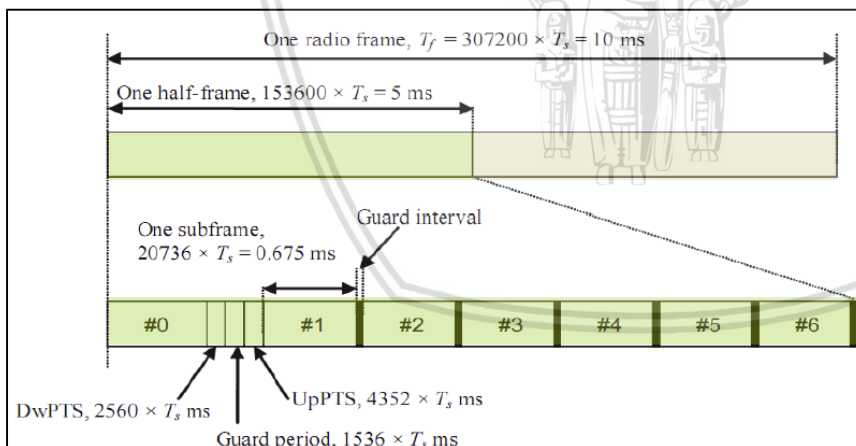 One radio frame, T_f = 307200 × T_s = 10 ms
One half-frame, 153600 × T_s = 5 ms
Guard interval
One subframe,
20736 × T_s = 0.675 ms
#0 #1 #2 #3 #4 #5 #6
UpPTS, 4352 × T_s ms
DwPTS, 2560 × T_s ms
Guard period, 1536 × T_s ms